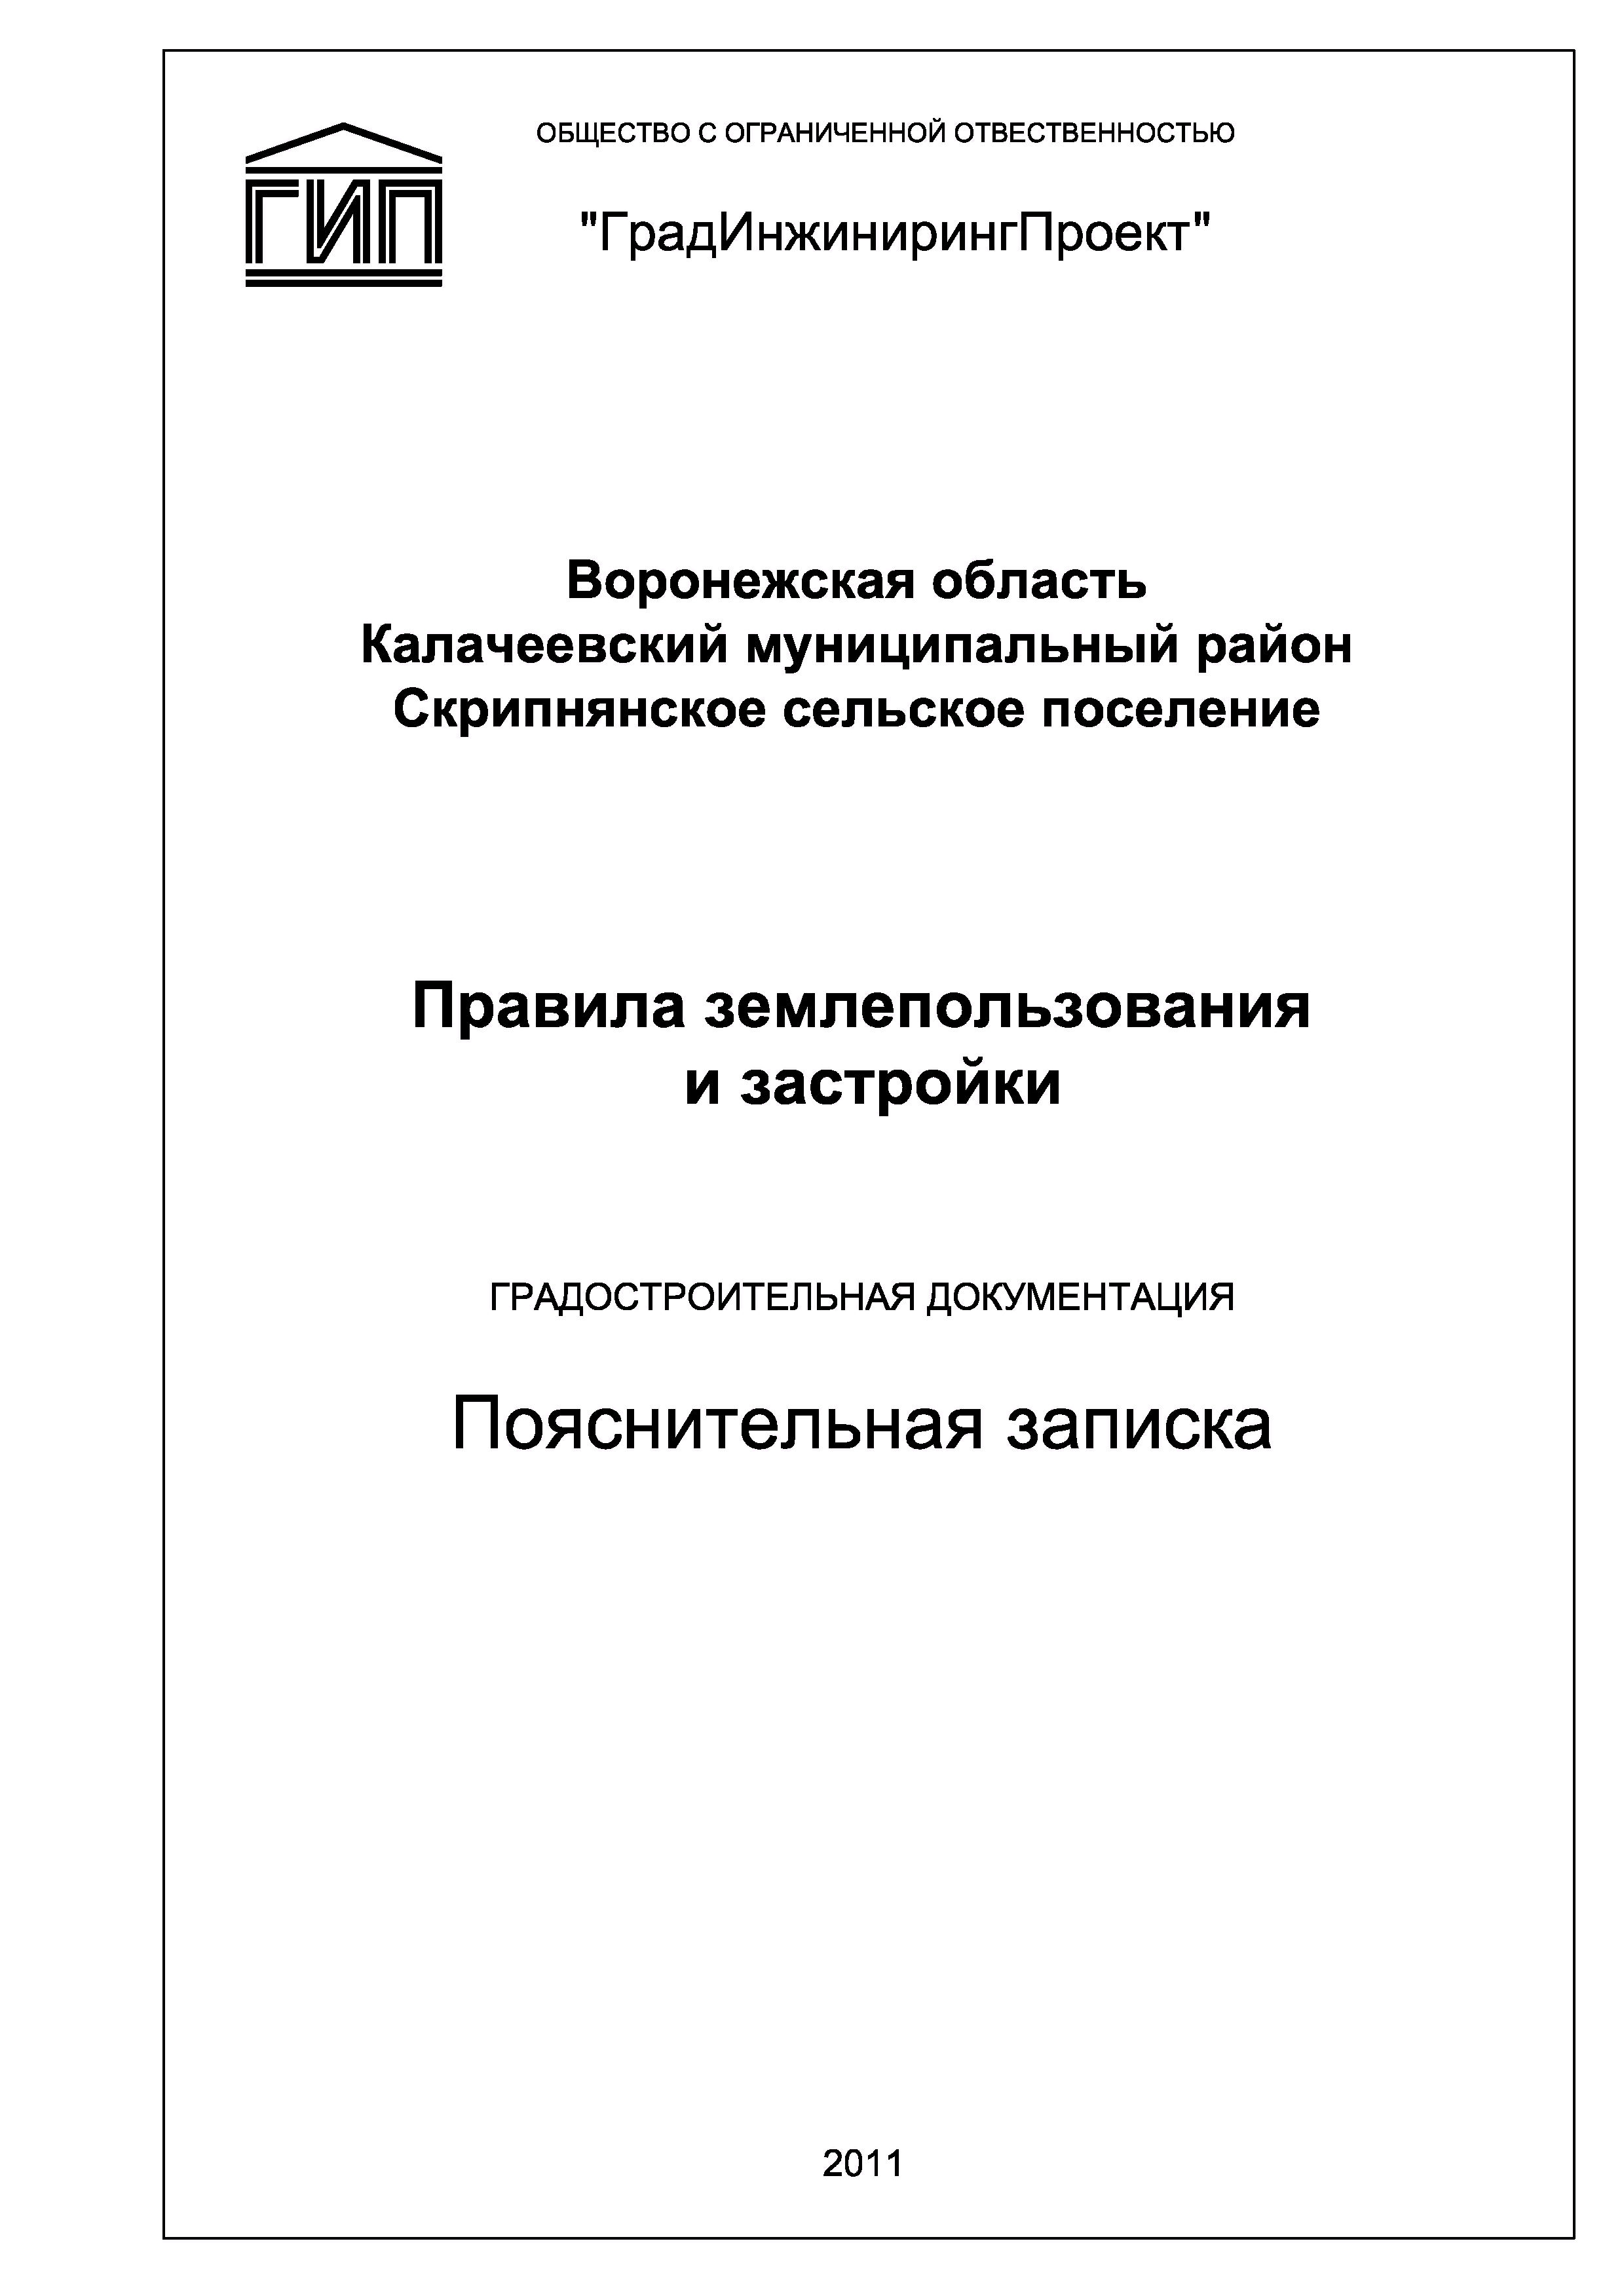 ОБЩЕСТВО С ОГРАНИЧЕННОЙ ОТВЕСТВЕННОСТЬЮ
ГИП
"ГрадИнжинирингПроект"
Воронежская область
Калачеевский муниципальный район
Скрипнянское сельское поселение
Правила землепользования
и застройки
ГРАДОСТРОИТЕЛЬНАЯ ДОКУМЕНТАЦИЯ
Пояснительная записка
2011